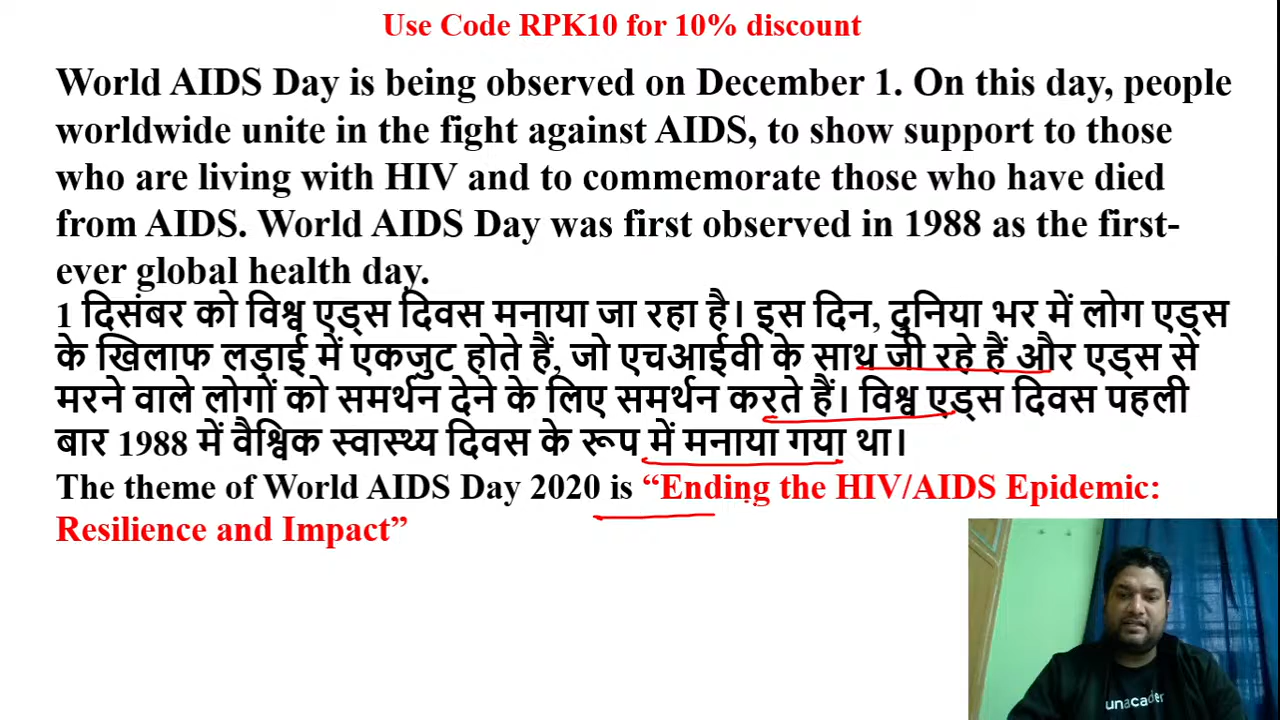 Use Code RPK10 for 10% discount
World AIDS Day is being observed on December 1. On this day, people
worldwide unite in the fight against AIDS, to show support to those
who are living with HIV and to commemorate those who have died
from AIDS. World AIDS Day was first observed in 1988 as the first-
ever global health day.
1 दिसंबर को विश्व एड्स दिवस मनाया जा रहा है। इस दिन, दुनिया भर में लोग एड्स
के खिलाफ लड़ाई में एकजुट होते हैं, जो एचआईवी के साथ जी रहे हैं और एड्स से
मरने वाले लोगों को समर्थन देने के लिए समर्थन करते हैं। विश्व एड्स दिवस पहली
बार 1988 में वैश्विक स्वास्थ्य दिवस के रूप में मनाया गया था।
The theme of World AIDS Day 2020 is “Ending the HIV/AIDS Epidemic:
Resilience and Impact”